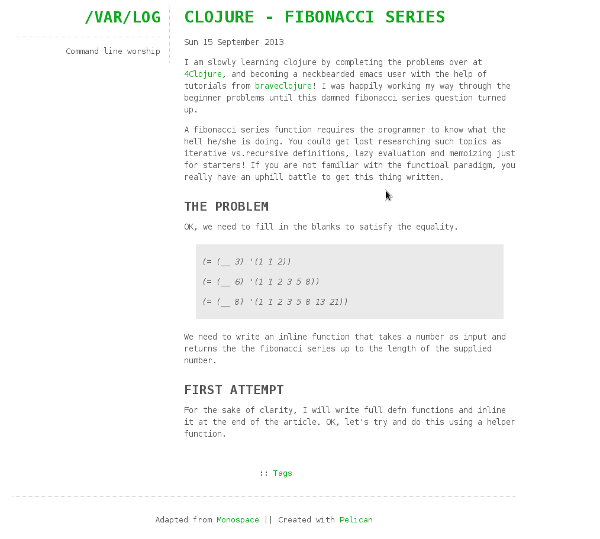 /VAR/LOG
Command line worship
CLOJURE - FIBONACCI SERIES
Sun 15 September 2013
I am slowly learning clojure by completing the problems over at
4Clojure, and becoming a neckbearded emacs user with the help of
tutorials from braveclojure! I was happily working my way through the
beginner problems until this damned fibonacci series question turned
up.
A fibonacci series function requires the programmer to know what the
hell he/she is doing. You could get lost researching such topics as
iterative vs.recursive definitions, lazy evaluation and memoizing just
for starters! If you are not familiar with the functioal paradigm, you
really have an uphill battle to get this thing written.
THE PROBLEM
OK, we need to fill in the blanks to satisfy the equality.
(= (__ 3) '(1 1 2))
(= (__ 6) '(1 1 2 3 5 8))
(= (__ 8) '(1 1 2 3 5 8 13 21))
We need to write an inline function that takes a number as input and
returns the the fibonacci series up to the length of the supplied
number.
FIRST ATTEMPT
For the sake of clarity, I will write full defn functions and inline
it at the end of the article. OK, let's try and do this using a helper
function.
:: Tags
Adapted from Monospace || Created with Pelican